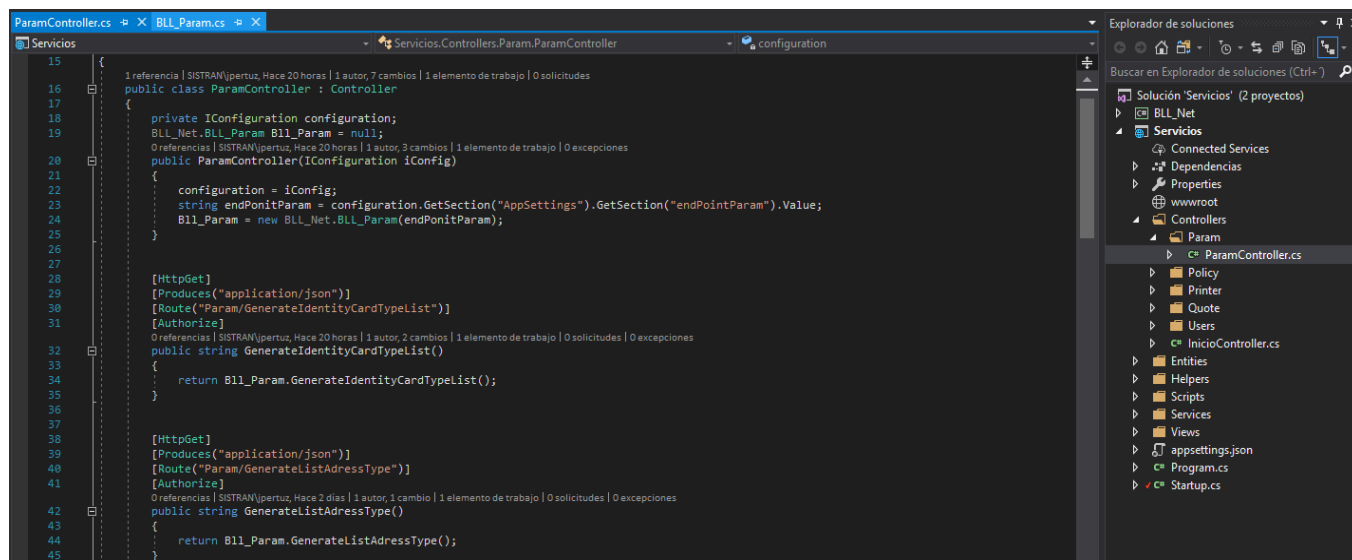 ParamController.cs BLL_Param.cs
Servicios Servicios.Controllers.Param.ParamController configuration
15 {
1 referencia | SISTRAN\jpertuz, Hace 20 horas | 1 autor, 7 cambios | 1 elemento de trabajo | 0 solicitudes
16 public class ParamController : Controller
17 {
18 private IConfiguration configuration;
19 BLL_Net.BLL_Param Bll_Param = null;
0 referencias | SISTRAN\jpertuz, Hace 20 horas | 1 autor, 3 cambios | 1 elemento de trabajo | 0 excepciones
20 public ParamController(IConfiguration iConfig)
21 {
22 configuration = iConfig;
23 string endPonitParam = configuration.GetSection("AppSettings").GetSection("endPointParam").Value;
24 Bll_Param = new BLL_Net.BLL_Param(endPonitParam);
25 }
26
27
28 [HttpGet]
29 [Produces("application/json")]
30 [Route("Param/GenerateIdentityCardTypeList")]
31 [Authorize]
0 referencias | SISTRAN\jpertuz, Hace 20 horas | 1 autor, 2 cambios | 1 elemento de trabajo | 0 solicitudes | 0 excepciones
32 public string GenerateIdentityCardTypeList()
33 {
34 return Bll_Param.GenerateIdentityCardTypeList();
35 }
36
37
38 [HttpGet]
39 [Produces("application/json")]
40 [Route("Param/GenerateListAdressType")]
41 [Authorize]
0 referencias | SISTRAN\jpertuz, Hace 2 días | 1 autor, 1 cambio | 1 elemento de trabajo | 0 solicitudes | 0 excepciones
42 public string GenerateListAdressType()
43 {
44 return Bll_Param.GenerateListAdressType();
45 }
Explorador de soluciones
Buscar en Explorador de soluciones (Ctrl+´)
Solución 'Servicios' (2 proyectos)
C# BLL_Net
Servicios
Connected Services
Dependencias
Properties
wwwroot
Controllers
Param
C# ParamController.cs
Policy
Printer
Quote
Users
C# InicioController.cs
Entities
Helpers
Scripts
Services
Views
appsettings.json
C# Program.cs
C# Startup.cs